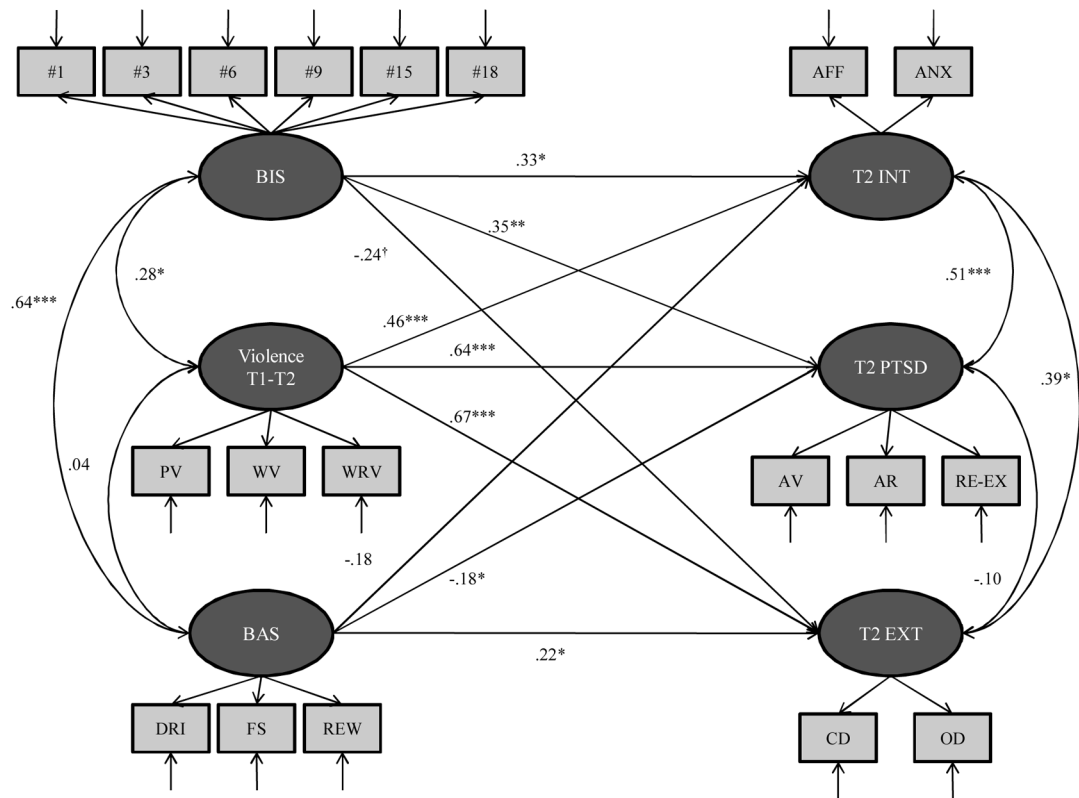 #1 #3 #6 #9 #15 #18 AFF ANX
BIS T2 INT
.33*
.35**
-.24†
.28* .51***
.64***
.46***
Violence
T1-T2
.64***
T2 PTSD
.39*
.67***
.04
PV WV WRV AV AR RE-EX
-.18
-.18* -.10
BAS T2 EXT
.22*
DRI FS REW CD OD